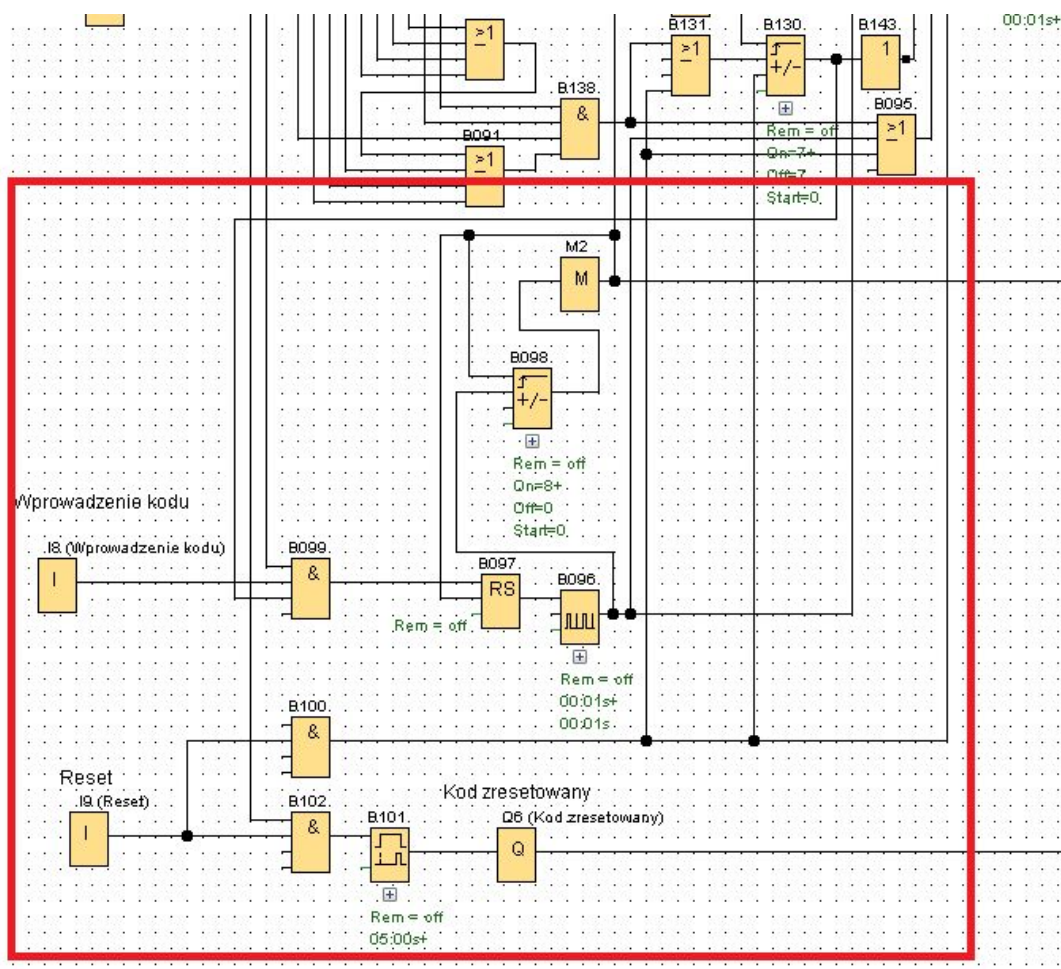 00:01s+
B131.
B130.
B143.
≥1
≥1
+/-
1
B138.
&
B095.
≥1
B091.
≥1
Rem = off
On=7+
Off=7
Start=0.
M2
M
B098.
+/-
Rem = off
On=8+
Off=0
Start=0.
Wprowadzenie kodu
I8 (Wprowadzenie kodu)
I
B099.
&
B097
RS
B096.
Rem = off
Rem = off
00:01s+
00:01s
B100.
&
Reset
I9 (Reset)
I
B102.
&
B101.
Kod zresetowany
Q6 (Kod zresetowany)
Q
Rem = off
05:00s+